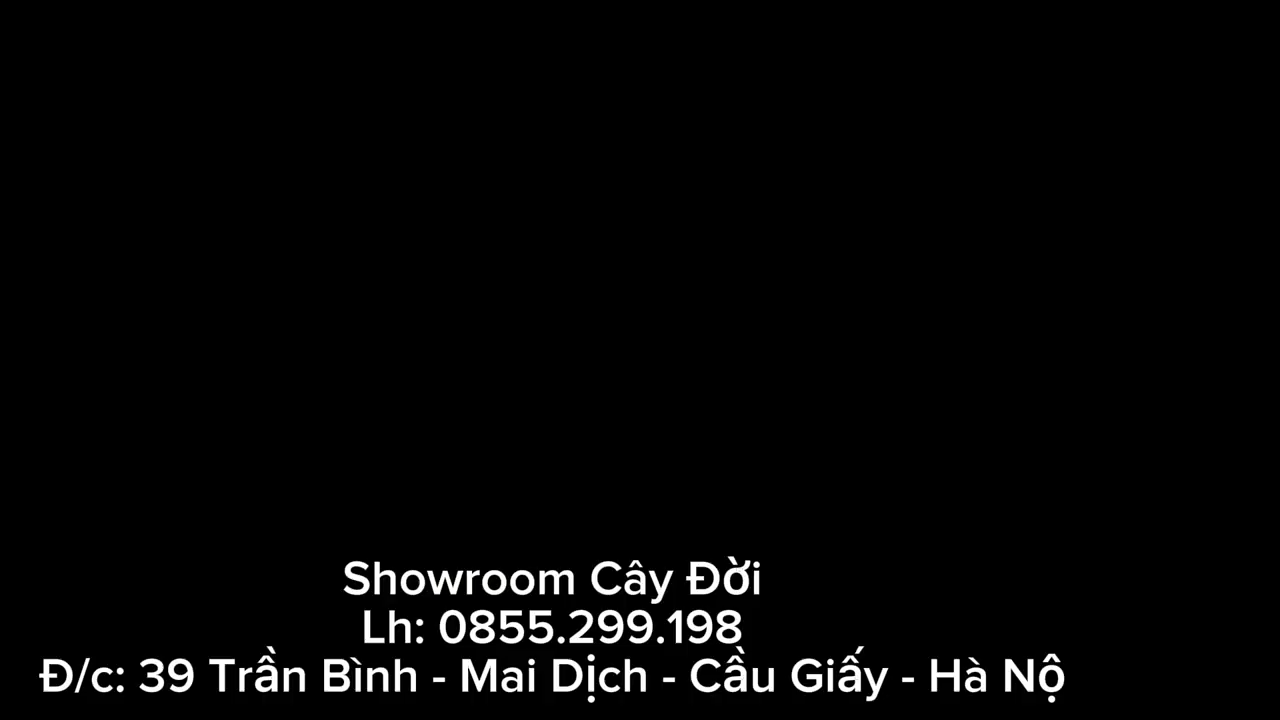 Showroom Cây Đời
Lh: 0855.299.198
Đ/c: 39 Trần Bình - Mai Dịch - Cầu Giấy - Hà Nộ